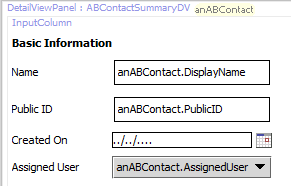 DetailViewPanel : ABContactSummaryDV anABContact
InputColumn
Basic Information
Name anABContact.DisplayName
Public ID anABContact.PublicID
Created On ../../....
Assigned User anABContact.AssignedUser